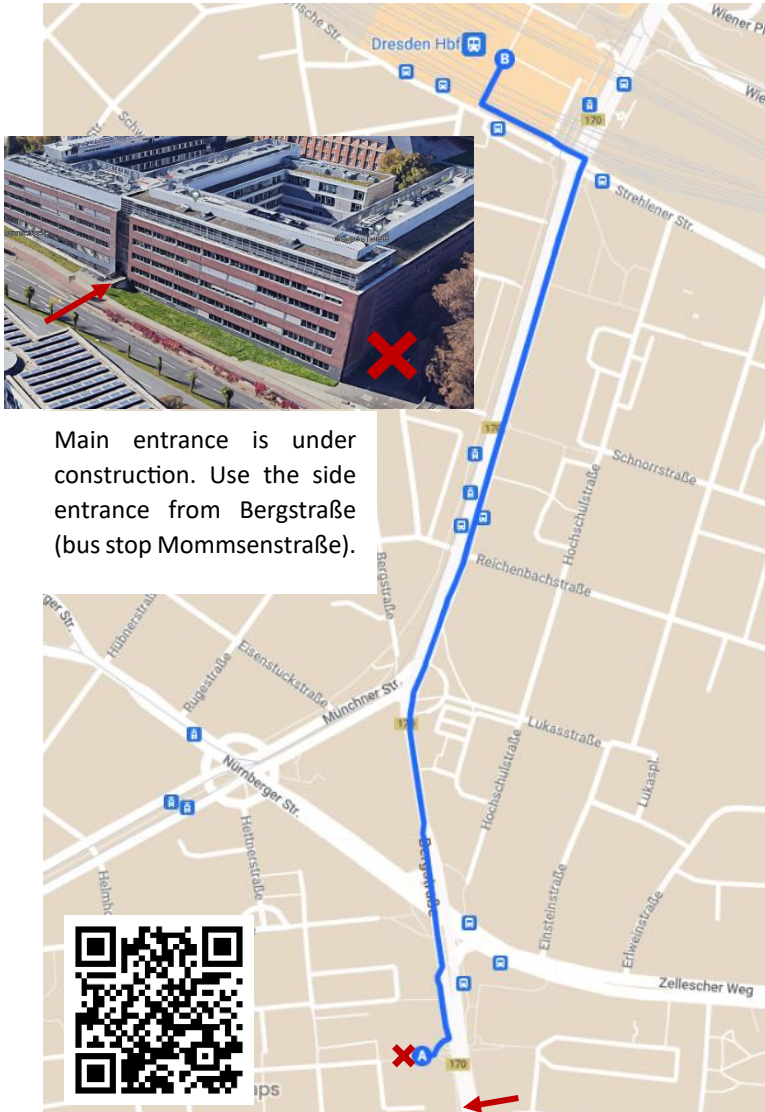 Wiener Pl
Dresden Hbf
B
170
Strehlener Str.
Main entrance is under
construction. Use the side
entrance from Bergstraße
(bus stop Mommsenstraße).
170
Schnorrstraße
Hochschulstraße
Reichenbachstraße
Bergstraße
Hübnerstraß
Rugestraße
Eisenstuckstraße
Münchner Str.
170
Lukasstraße
Lukaspl.
Hochschulstraße
Nürnberger Str.
Hettnerstraße
Bergstraße
Einsteinstraße
Erlweinstraße
Zellescher Weg
A
170
aps